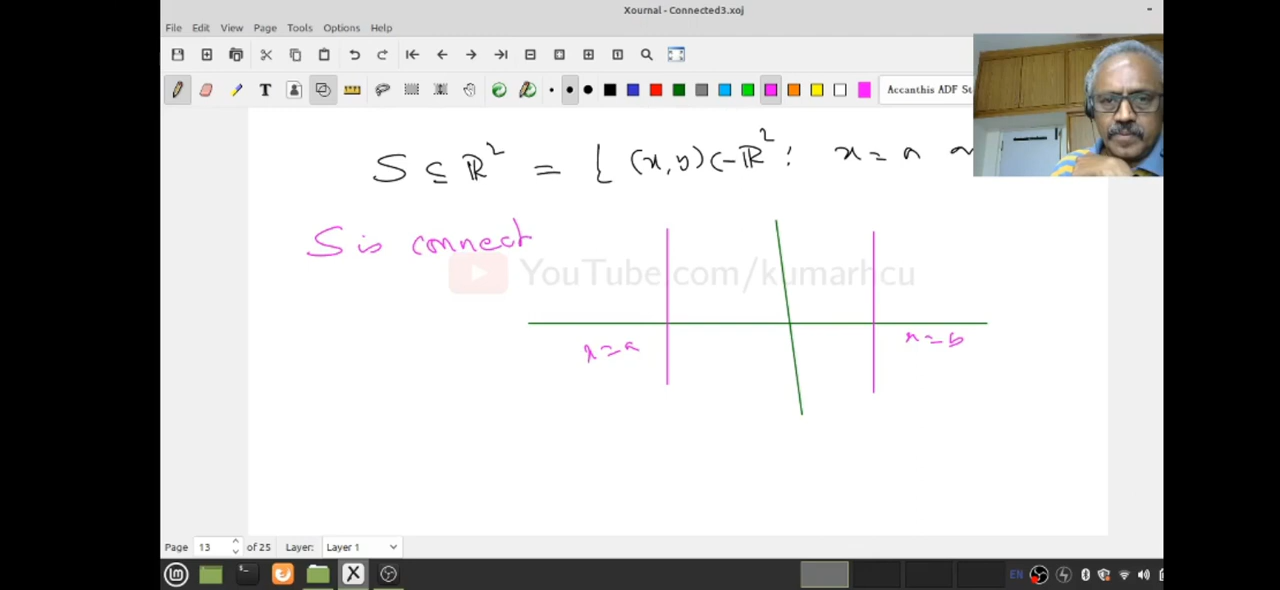 Xournal - Connected3.xoj
File Edit View Page Tools Options Help
Accanthis ADF St
S ⊆ ℝ² = { (x, y) ∈ ℝ² : x = a
S is connect
YouTube.com/kumarhcu
x = a
x = b
Page 13 of 25 Layer: Layer 1
EN